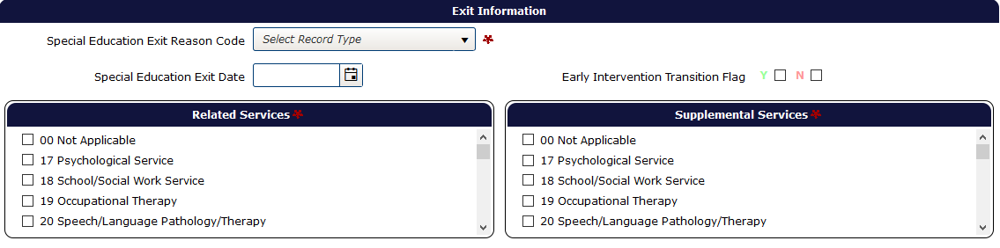 Exit Information
Special Education Exit Reason Code Select Record Type *
Special Education Exit Date
Early Intervention Transition Flag Y N
Related Services *
00 Not Applicable
17 Psychological Service
18 School/Social Work Service
19 Occupational Therapy
20 Speech/Language Pathology/Therapy
Supplemental Services *
00 Not Applicable
17 Psychological Service
18 School/Social Work Service
19 Occupational Therapy
20 Speech/Language Pathology/Therapy